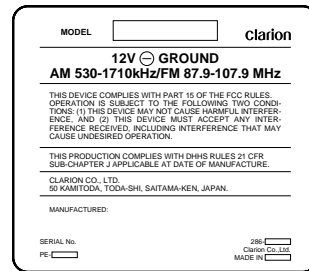 MODEL
clarion
12V ⊖ GROUND
AM 530-1710kHz/FM 87.9-107.9 MHz
THIS DEVICE COMPLIES WITH PART 15 OF THE FCC RULES.
OPERATION IS SUBJECT TO THE FOLLOWING TWO CONDI-
TIONS: (1) THIS DEVICE MAY NOT CAUSE HARMFUL INTERFER-
ENCE, AND (2) THIS DEVICE MUST ACCEPT ANY INTER-
FERENCE RECEIVED, INCLUDING INTERFERENCE THAT MAY
CAUSE UNDESIRED OPERATION.
THIS PRODUCTION COMPLIES WITH DHHS RULES 21 CFR
SUB-CHAPTER J APPLICABLE AT DATE OF MANUFACTURE.
CLARION CO., LTD.
50 KAMITODA, TODA-SHI, SAITAMA-KEN, JAPAN.
MANUFACTURED:
SERIAL No.
286-
Clarion Co.,Ltd.
PE-
MADE IN